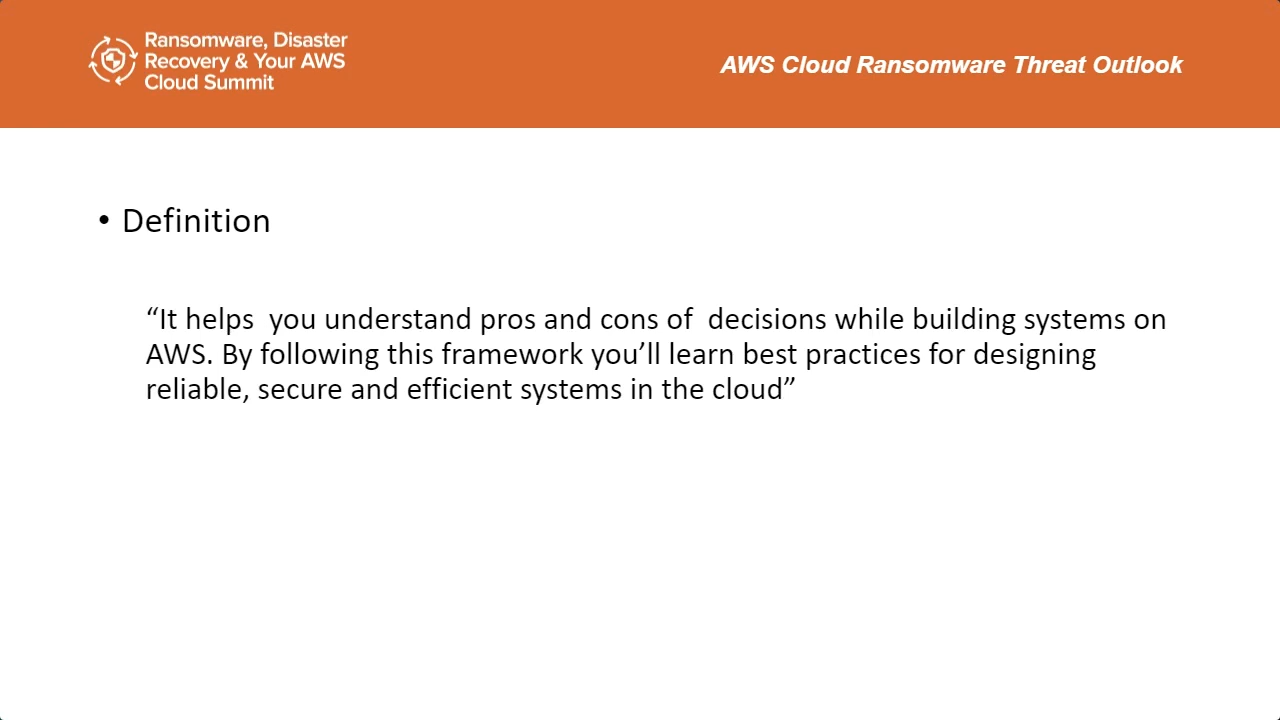 Ransomware, Disaster
Recovery & Your AWS
Cloud Summit
AWS Cloud Ransomware Threat Outlook
• Definition
“It helps  you understand pros and cons of  decisions while building systems on
AWS. By following this framework you’ll learn best practices for designing
reliable, secure and efficient systems in the cloud”